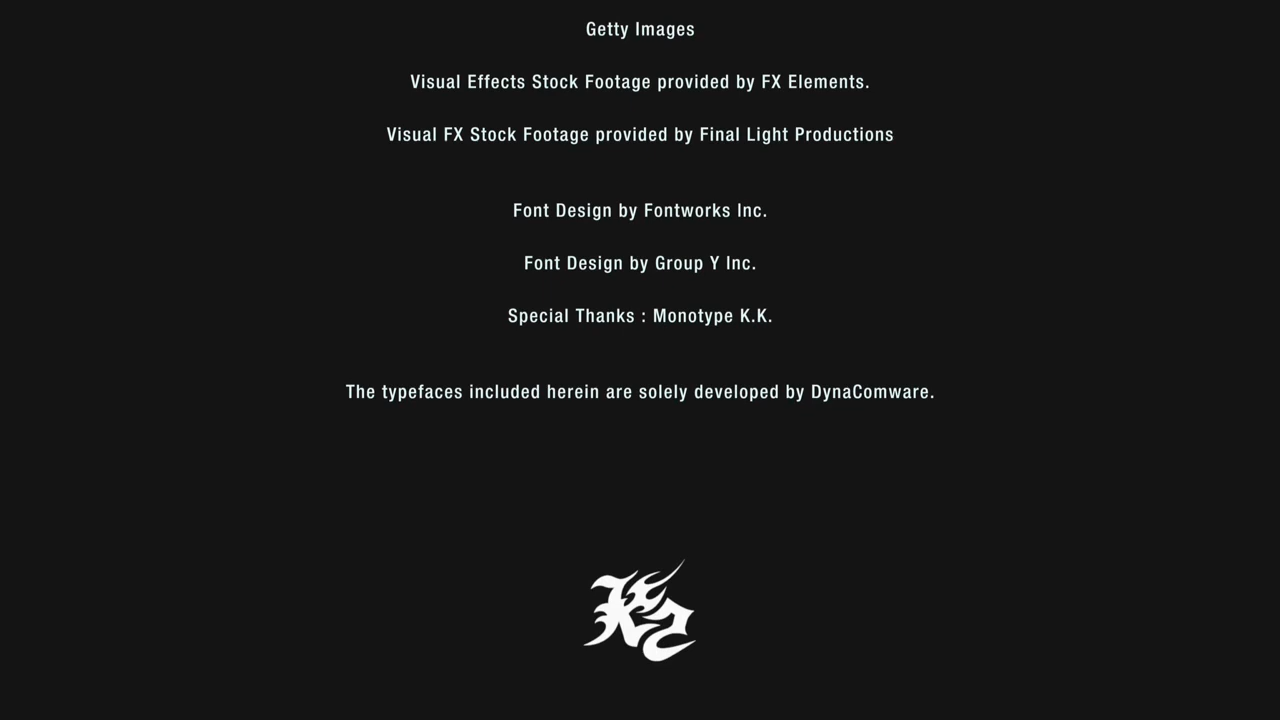 Getty Images
Visual Effects Stock Footage provided by FX Elements.
Visual FX Stock Footage provided by Final Light Productions
Font Design by Fontworks Inc.
Font Design by Group Y Inc.
Special Thanks : Monotype K.K.
The typefaces included herein are solely developed by DynaComware.